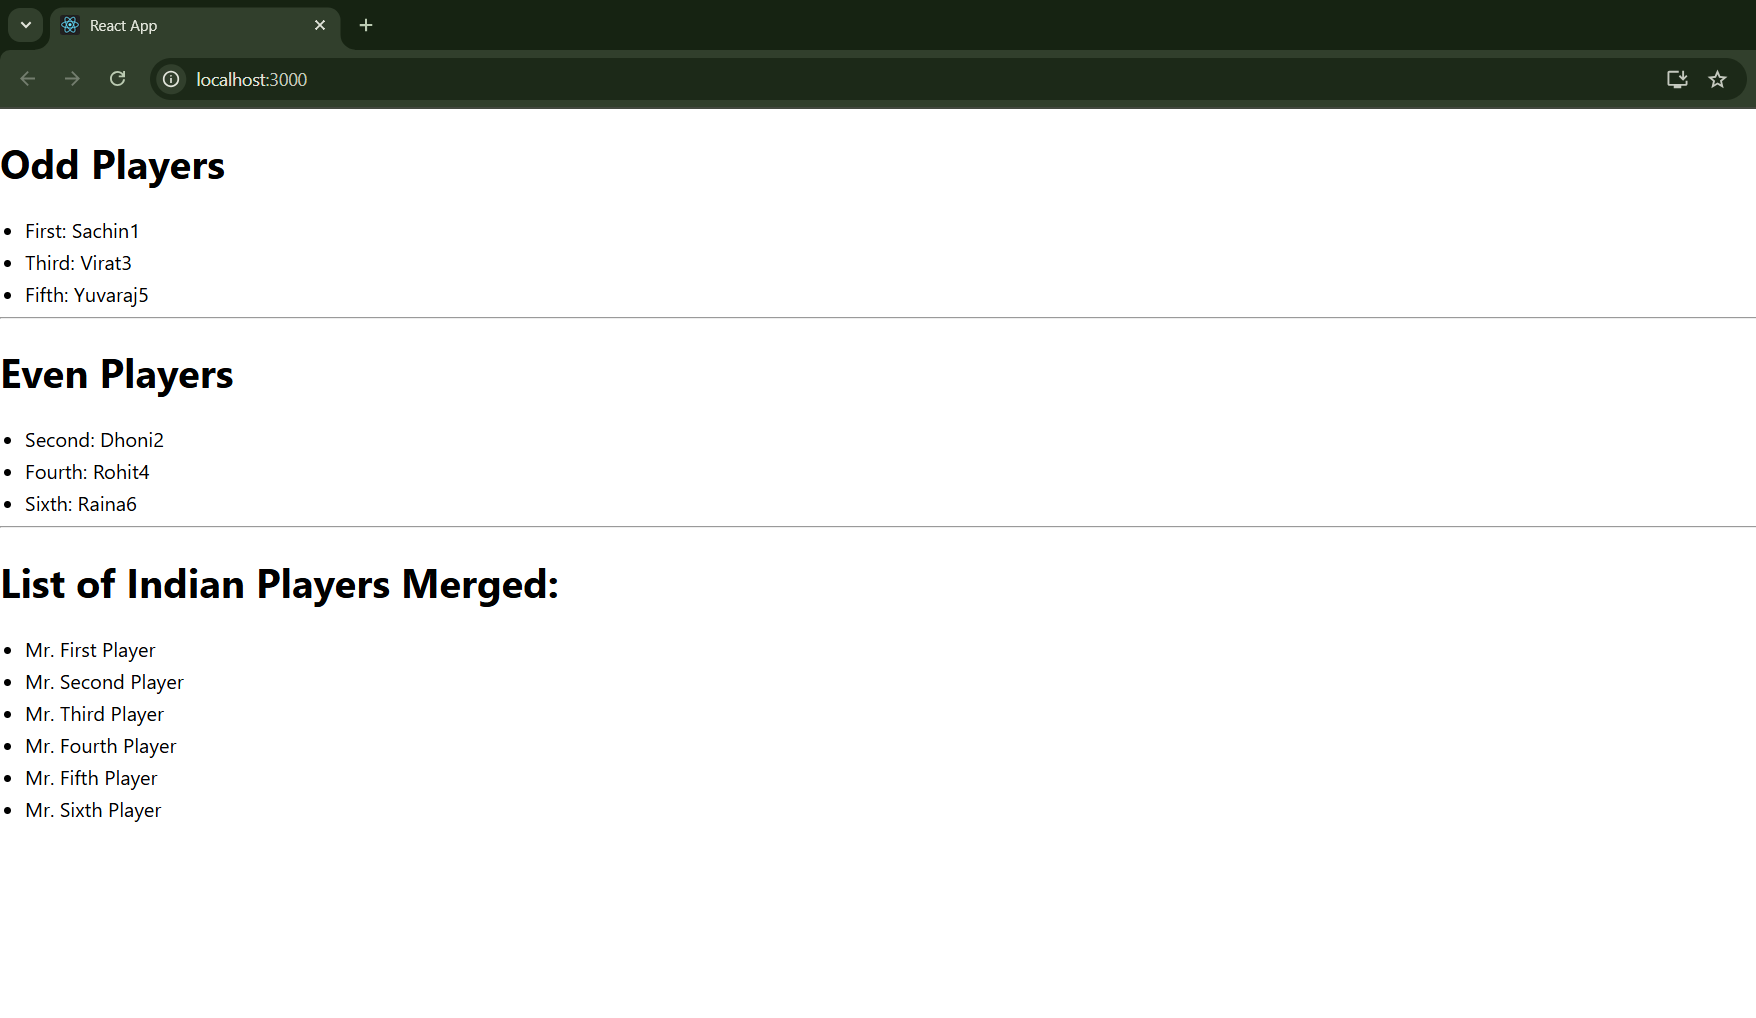 React App
localhost:3000
Odd Players
First: Sachin1
Third: Virat3
Fifth: Yuvaraj5
Even Players
Second: Dhoni2
Fourth: Rohit4
Sixth: Raina6
List of Indian Players Merged:
Mr. First Player
Mr. Second Player
Mr. Third Player
Mr. Fourth Player
Mr. Fifth Player
Mr. Sixth Player